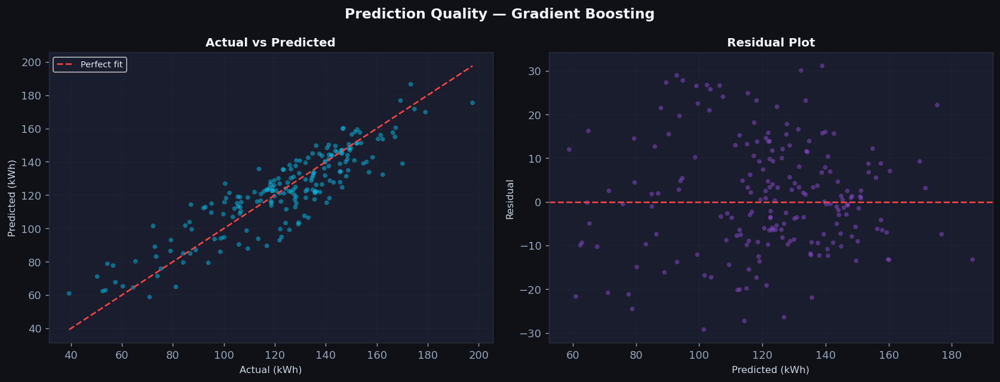 Prediction Quality — Gradient Boosting
Actual vs Predicted
Perfect fit
200
180
160
140
120
100
80
60
40
Predicted (kWh)
40 60 80 100 120 140 160 180 200
Actual (kWh)
Residual Plot
30
20
10
0
−10
−20
−30
Residual
60 80 100 120 140 160 180
Predicted (kWh)